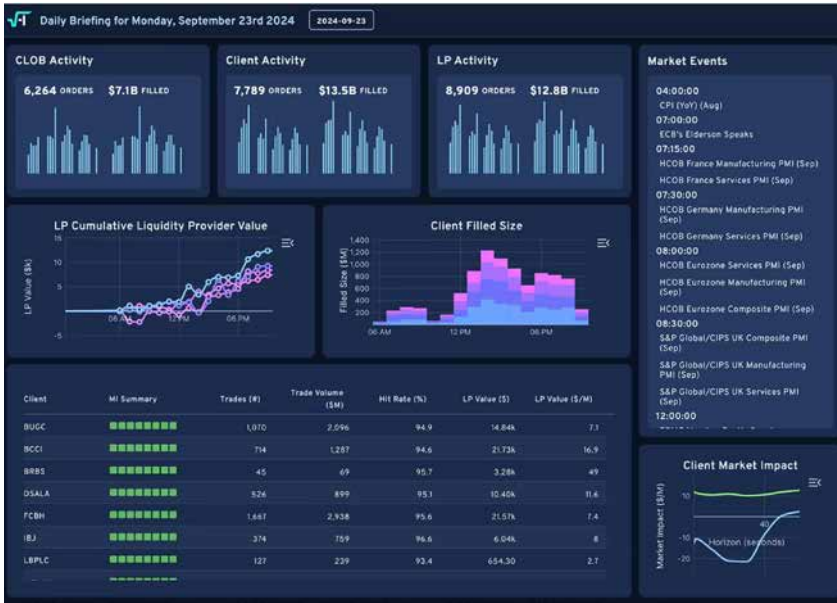 Daily Briefing for Monday, September 23rd 2024
2024-09-23
CLOB Activity
6,264 ORDERS $7.1B FILLED
Client Activity
7,789 ORDERS $13.5B FILLED
LP Activity
8,909 ORDERS $12.8B FILLED
Market Events
04:00:00
CPI (YoY) (Aug)
07:00:00
ECB's Elderson Speaks
07:15:00
HCOB France Manufacturing PMI (Sep)
HCOB France Services PMI (Sep)
07:30:00
HCOB Germany Manufacturing PMI
(Sep)
HCOB Germany Services PMI (Sep)
08:00:00
HCOB Eurozone Services PMI (Sep)
HCOB Eurozone Manufacturing PMI
(Sep)
HCOB Eurozone Composite PMI (Sep)
08:30:00
S&P Global/CIPS UK Composite PMI
(Sep)
S&P Global/CIPS UK Manufacturing
PMI (Sep)
S&P Global/CIPS UK Services PMI
(Sep)
12:00:00
LP Cumulative Liquidity Provider Value
LP Value ($k)
15
10
5
-5
06 AM 12 PM 06 PM
Client Filled Size
Filled Size ($M)
1,400
1,200
1,000
800
600
400
200
06 AM 12 PM 06 PM
Client MI Summary Trades (#) Trade Volume ($M) Hit Rate (%) LP Value ($) LP Value ($/M)
BUGC 1,070 2,096 94.9 14.84k 7.1
BCCI 714 1,287 94.6 21.73k 16.9
BRBS 45 69 95.7 3.28k 49
DSALA 526 899 95.1 10.40k 11.6
FCBH 1,667 2,938 95.6 21.57k 7.4
IBJ 374 759 96.6 6.04k 8
LBPLC 127 239 93.4 654.30 2.7
Client Market Impact
Market Impact ($/M)
10
-10
-20
40
Horizon (seconds)